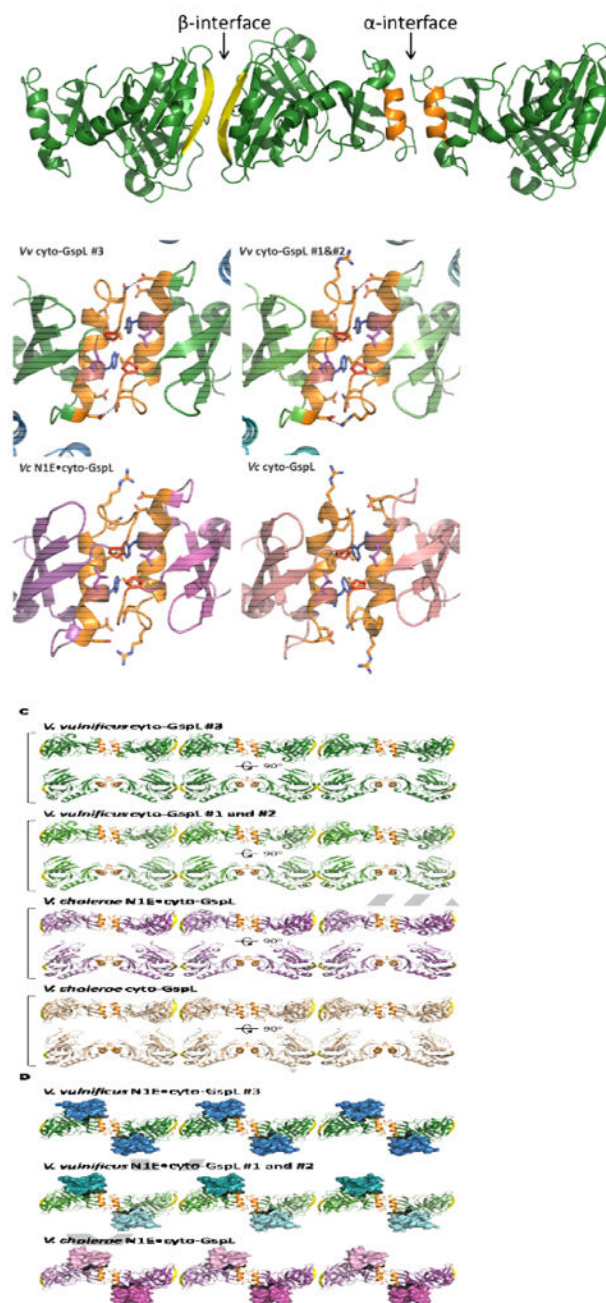 β-interface α-interface
Vv cyto-GspL #3 Vv cyto-GspL #1&#2
Vc N1E•cyto-GspL Vc cyto-GspL
C
V. vulnificus cyto-GspL #3
90°
V. vulnificus cyto-GspL #1 and #2
90°
V. cholerae N1E•cyto-GspL
90°
V. cholerae cyto-GspL
90°
D
V. vulnificus N1E•cyto-GspL #3
V. vulnificus N1E•cyto-GspL #1 and #2
V. cholerae N1E•cyto-GspL